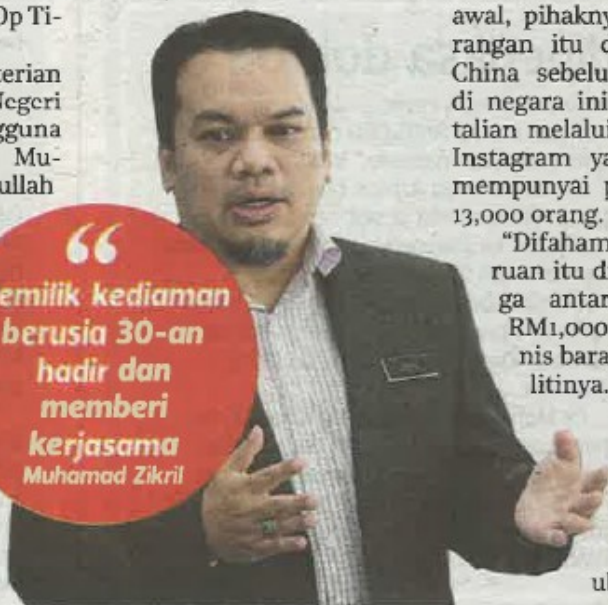 Op Ti-
terian
Negeri
gguna
Mu-
ullah
“
emilik kediaman
berusia 30-an
hadir dan
memberi
kerjasama
Muhamad Zikril
awal, pihakny
rangan itu d
China sebelu
di negara ini
talian melalui
Instagram ya
mempunyai p
13,000 orang.
“Difaham
ruan itu d
ga antar
RM1,000
nis bara
litinya.
ul